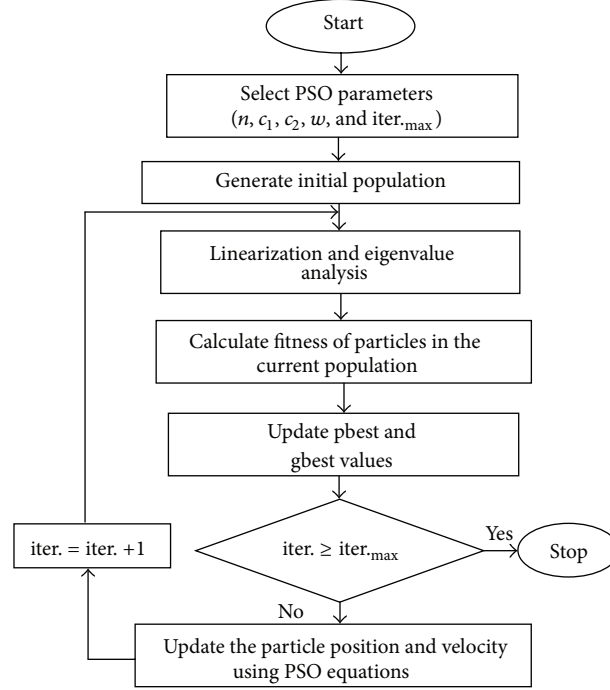 Start
Select PSO parameters
(n, c₁, c₂, w, and iter.max)
Generate initial population
Linearization and eigenvalue
analysis
Calculate fitness of particles in the
current population
Update pbest and
gbest values
iter. = iter. +1
iter. ≥ iter.max
Yes
Stop
No
Update the particle position and velocity
using PSO equations